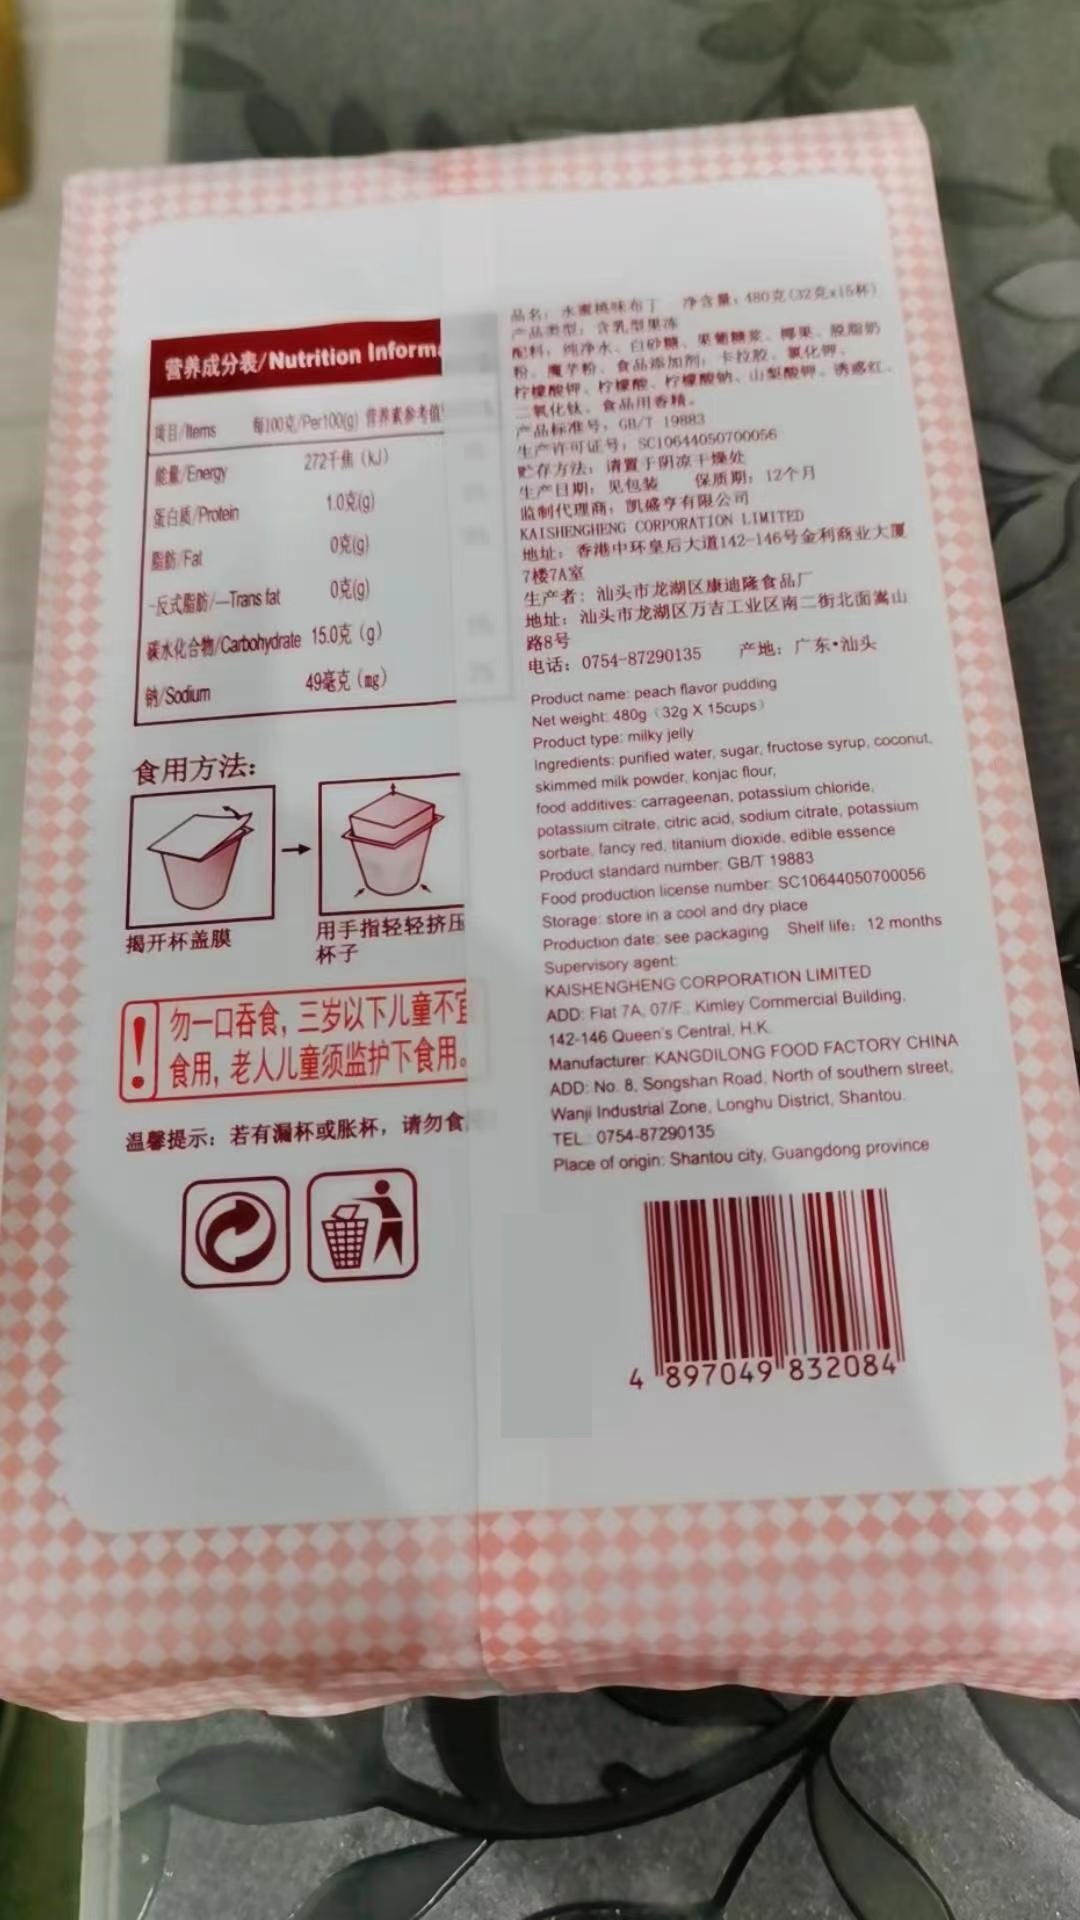 营养成分表/Nutrition Inform
项目/Items 每100克/Per100(g) 营养素参考值
能量/Energy 272千焦 (kJ)
蛋白质/Protein 1.0克(g)
脂肪/Fat 0克(g)
-反式脂肪/—Trans fat 0克(g)
碳水化合物/Carbohydrate 15.0克 (g)
钠/Sodium 49毫克 (mg)
食用方法:
揭开杯盖膜
用手指轻轻挤压
杯子
勿一口吞食, 三岁以下儿童不宜
食用, 老人儿童须监护下食用。
温馨提示: 若有漏杯或胀杯, 请勿食
品名: 水蜜桃味布丁 净含量: 480克(32克x15杯)
产品类型: 含乳型果冻
配料: 纯净水、白砂糖、果葡糖浆、椰果、脱脂奶
粉、魔芋粉、食品添加剂: 卡拉胶、氯化钾、
柠檬酸钾、柠檬酸、柠檬酸钠、山梨酸钾、诱惑红、
二氧化钛、食品用香精。
产品标准号: GB/T 19883
生产许可证号: SC10644050700056
贮存方法: 请置于阴凉干燥处
生产日期: 见包装 保质期: 12个月
监制代理商: 凯盛亨有限公司
KAISHENGHENG CORPORATION LIMITED
地址: 香港中环皇后大道142-146号金利商业大厦
7楼7A室
生产者: 汕头市龙湖区康迪隆食品厂
地址: 汕头市龙湖区万吉工业区南二街北面嵩山
路8号
电话: 0754-87290135 产地: 广东•汕头
Product name: peach flavor pudding
Net weight: 480g (32g X 15cups)
Product type: milky jelly
Ingredients: purified water, sugar, fructose syrup, coconut,
skimmed milk powder, konjac flour,
food additives: carrageenan, potassium chloride,
potassium citrate, citric acid, sodium citrate, potassium
sorbate, fancy red, titanium dioxide, edible essence
Product standard number: GB/T 19883
Food production license number: SC10644050700056
Storage: store in a cool and dry place
Production date: see packaging Shelf life: 12 months
Supervisory agent:
KAISHENGHENG CORPORATION LIMITED
ADD: Flat 7A, 07/F., Kimley Commercial Building,
142-146 Queen's Central, H.K.
Manufacturer: KANGDILONG FOOD FACTORY CHINA
ADD: No. 8, Songshan Road, North of southern street,
Wanji Industrial Zone, Longhu District, Shantou.
TEL: 0754-87290135
Place of origin: Shantou city, Guangdong province
4 897049 832084